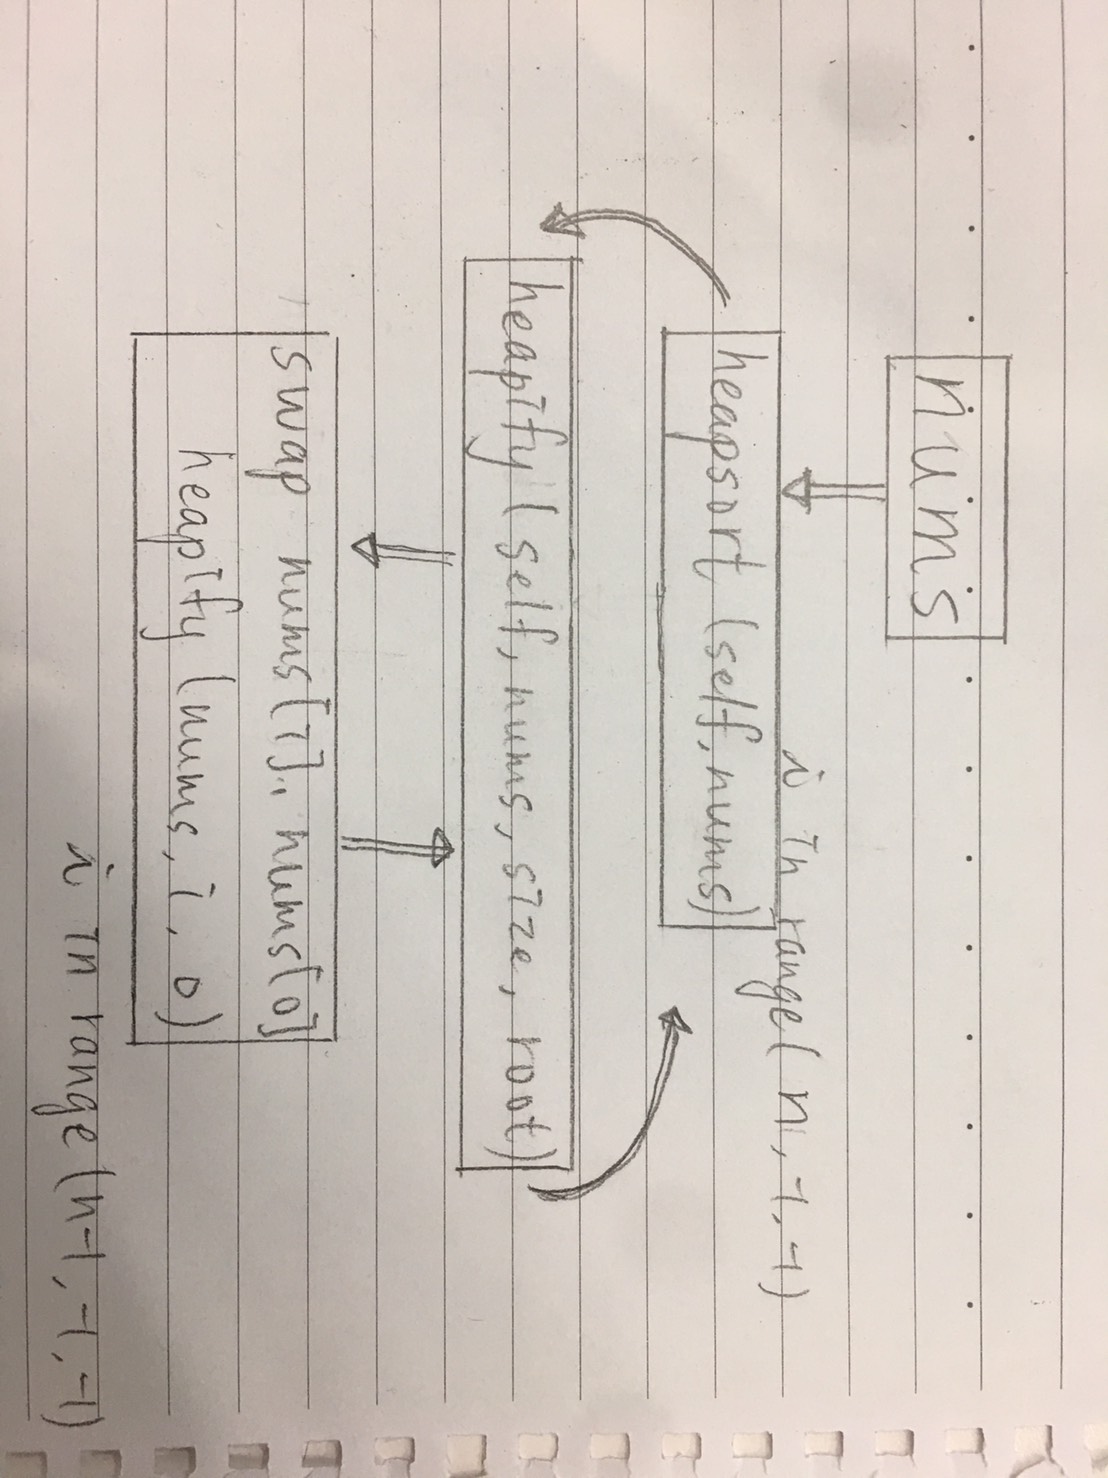 nums
i in range(n, -1, -1)
heapsort (self, nums)
heapify (self, nums, size, root)
swap nums[i], nums[0]
heapify (nums, i, 0)
i in range(n-1, -1, -1)